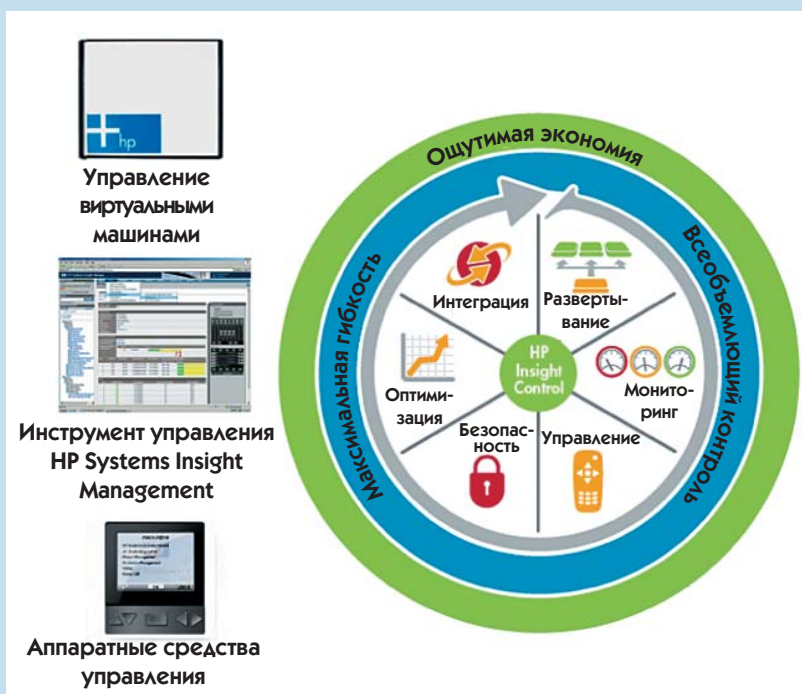 hp
Управление
виртуальными
машинами
Инструмент управления
HP Systems Insight
Management
Аппаратные средства
управления
Ощутимая экономия
Максимальная гибкость
Всеобъемлющий контроль
Интеграция
Разверты-
вание
Оптими-
зация
HP
Insight
Control
Монито-
ринг
Безопас-
ность
Управление